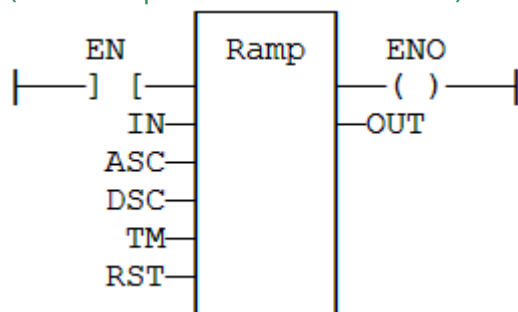 EN Ramp ENO
] [ ( )
IN OUT
ASC
DSC
TM
RST